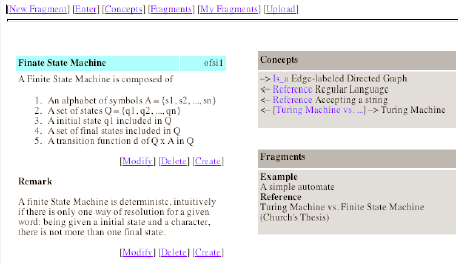 [New Fragment] [Enter] [Concepts] [Fragments] [My Fragments] [Upload]
Finate State Machine ofsi1
A Finite State Machine is composed of
1. An alphabet of symbols A = {s1, s2, ..., sn}
2. A set of states Q = {q1, q2, ..., qn}
3. A initial state q1 included in Q
4. A set of final states included in Q
5. A transition function d of Q x A in Q
[Modify] [Delete] [Create]
Remark
A finite State Machine is deterministe, intuitively
if there is only one way of resolution for a given
word: being given a initial state and a character,
there is not more than one final state.
[Modify] [Delete] [Create]
Concepts
--> Is_a Edge-labeled Directed Graph
<-- Reference Regular Language
<-- Reference Accepting a string
<-- [Turing Machine vs. ...] --> Turing Machine
Fragments
Example
A simple automate
Reference
Turing Machine vs. Finite State Machine
(Church's Thesis)